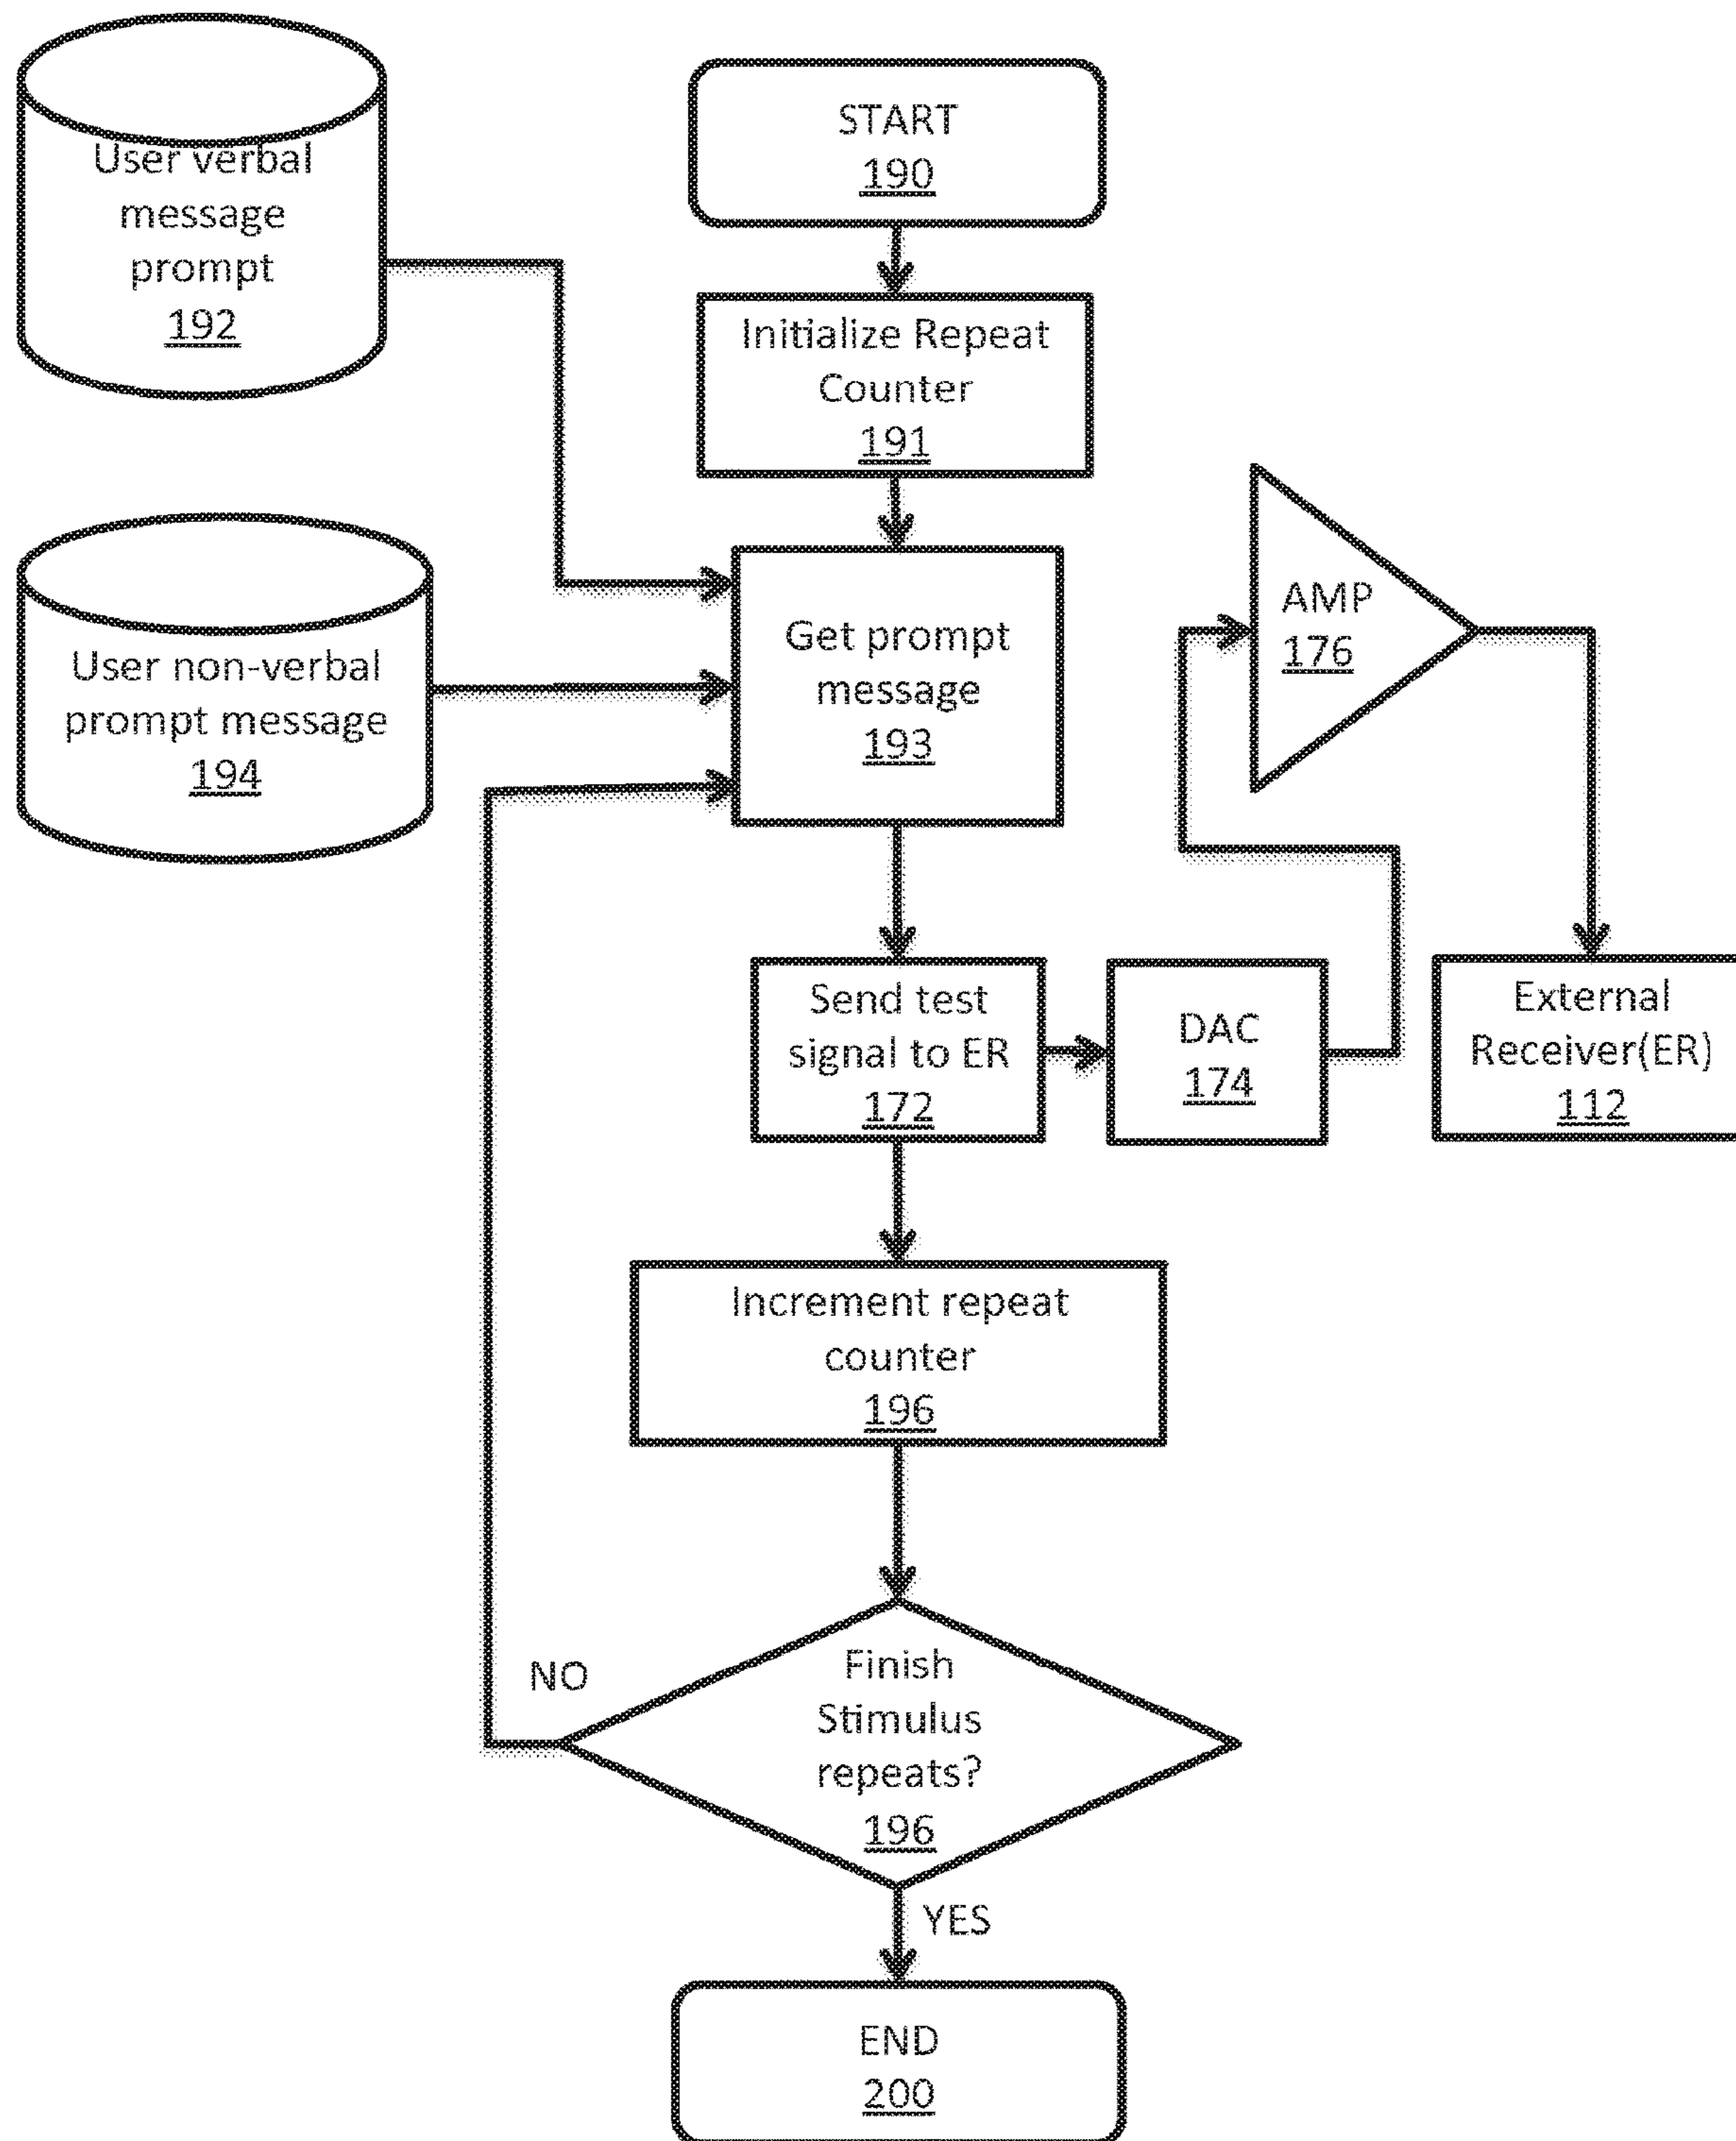 User verbal
message
prompt
192
START
190
Initialize Repeat
Counter
191
User non-verbal
prompt message
194
Get prompt
message
193
AMP
176
Send test
signal to ER
172
DAC
174
External
Receiver(ER)
112
Increment repeat
counter
196
NO
Finish
Stimulus
repeats?
196
YES
END
200